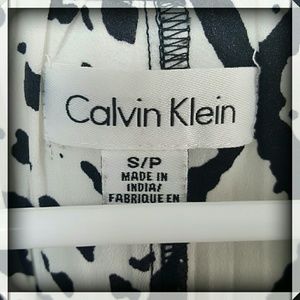 Calvin Klein
S/P
MADE IN
INDIA/
FABRIQUE EN